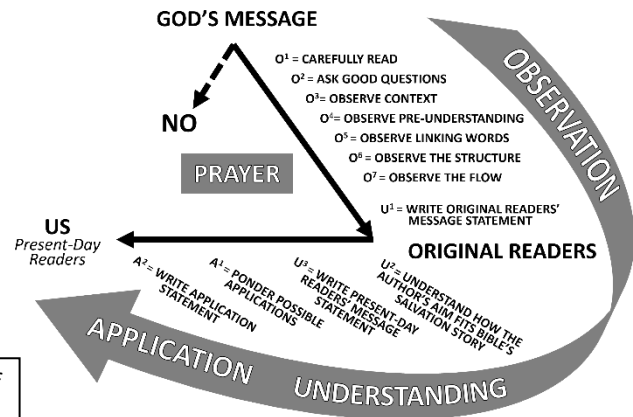 GOD'S MESSAGE
O¹ = CAREFULLY READ
O² = ASK GOOD QUESTIONS
O³= OBSERVE CONTEXT
O⁴= OBSERVE PRE-UNDERSTANDING
O⁵= OBSERVE LINKING WORDS
O⁶= OBSERVE THE STRUCTURE
O⁷= OBSERVE THE FLOW
OBSERVATION
NO
PRAYER
U¹ = WRITE ORIGINAL READERS'
MESSAGE STATEMENT
ORIGINAL READERS
US
Present-Day
Readers
U² = UNDERSTAND HOW THE
AUTHOR'S AIM FITS BIBLE'S
SALVATION STORY
U³ = WRITE PRESENT-DAY
READERS' MESSAGE
STATEMENT
A¹ = PONDER POSSIBLE
APPLICATIONS
A² = WRITE APPLICATION
STATEMENT
UNDERSTANDING
APPLICATION